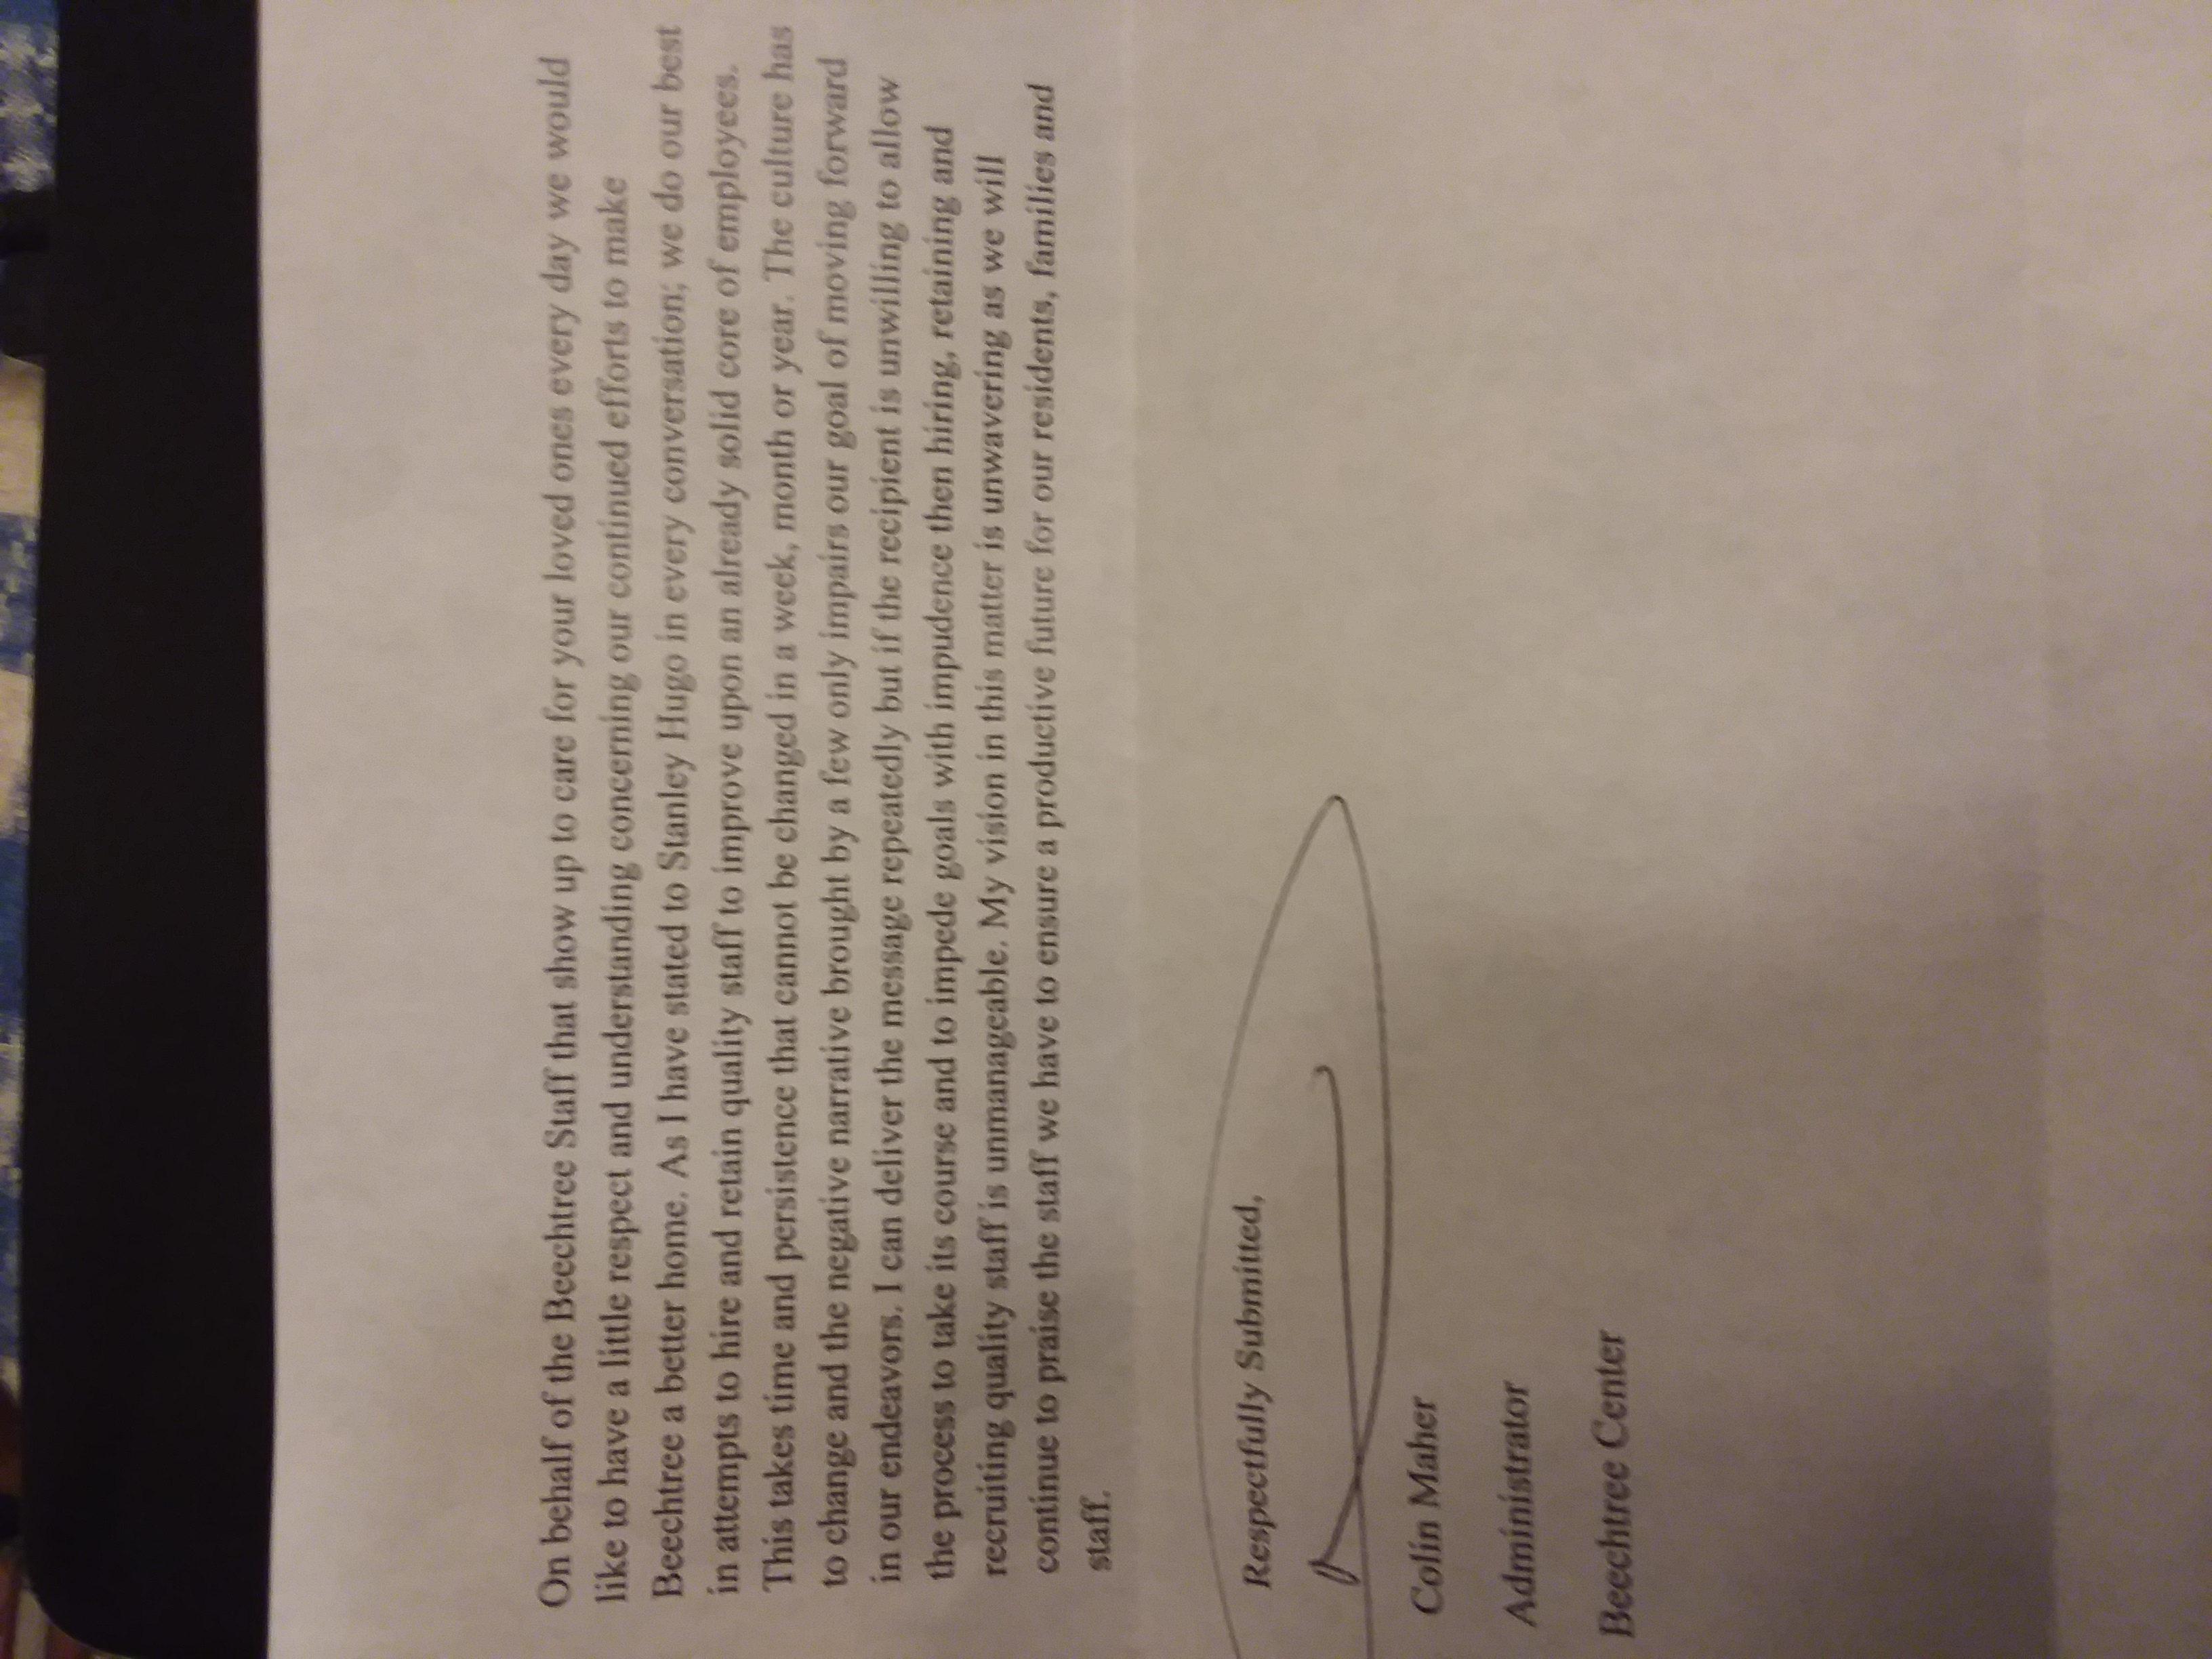 On behalf of the Beechtree Staff that show up to care for your loved ones every day we would
like to have a little respect and understanding concerning our continued efforts to make
Beechtree a better home. As I have stated to Stanley Hugo in every conversation; we do our best
in attempts to hire and retain quality staff to improve upon an already solid core of employees.
This takes time and persistence that cannot be changed in a week, month or year. The culture has
to change and the negative narrative brought by a few only impairs our goal of moving forward
in our endeavors. I can deliver the message repeatedly but if the recipient is unwilling to allow
the process to take its course and to impede goals with impudence then hiring, retaining and
recruiting quality staff is unmanageable. My vision in this matter is unwavering as we will
continue to praise the staff we have to ensure a productive future for our residents, families and
staff.
Respectfully Submitted,
Colin Maher
Administrator
Beechtree Center